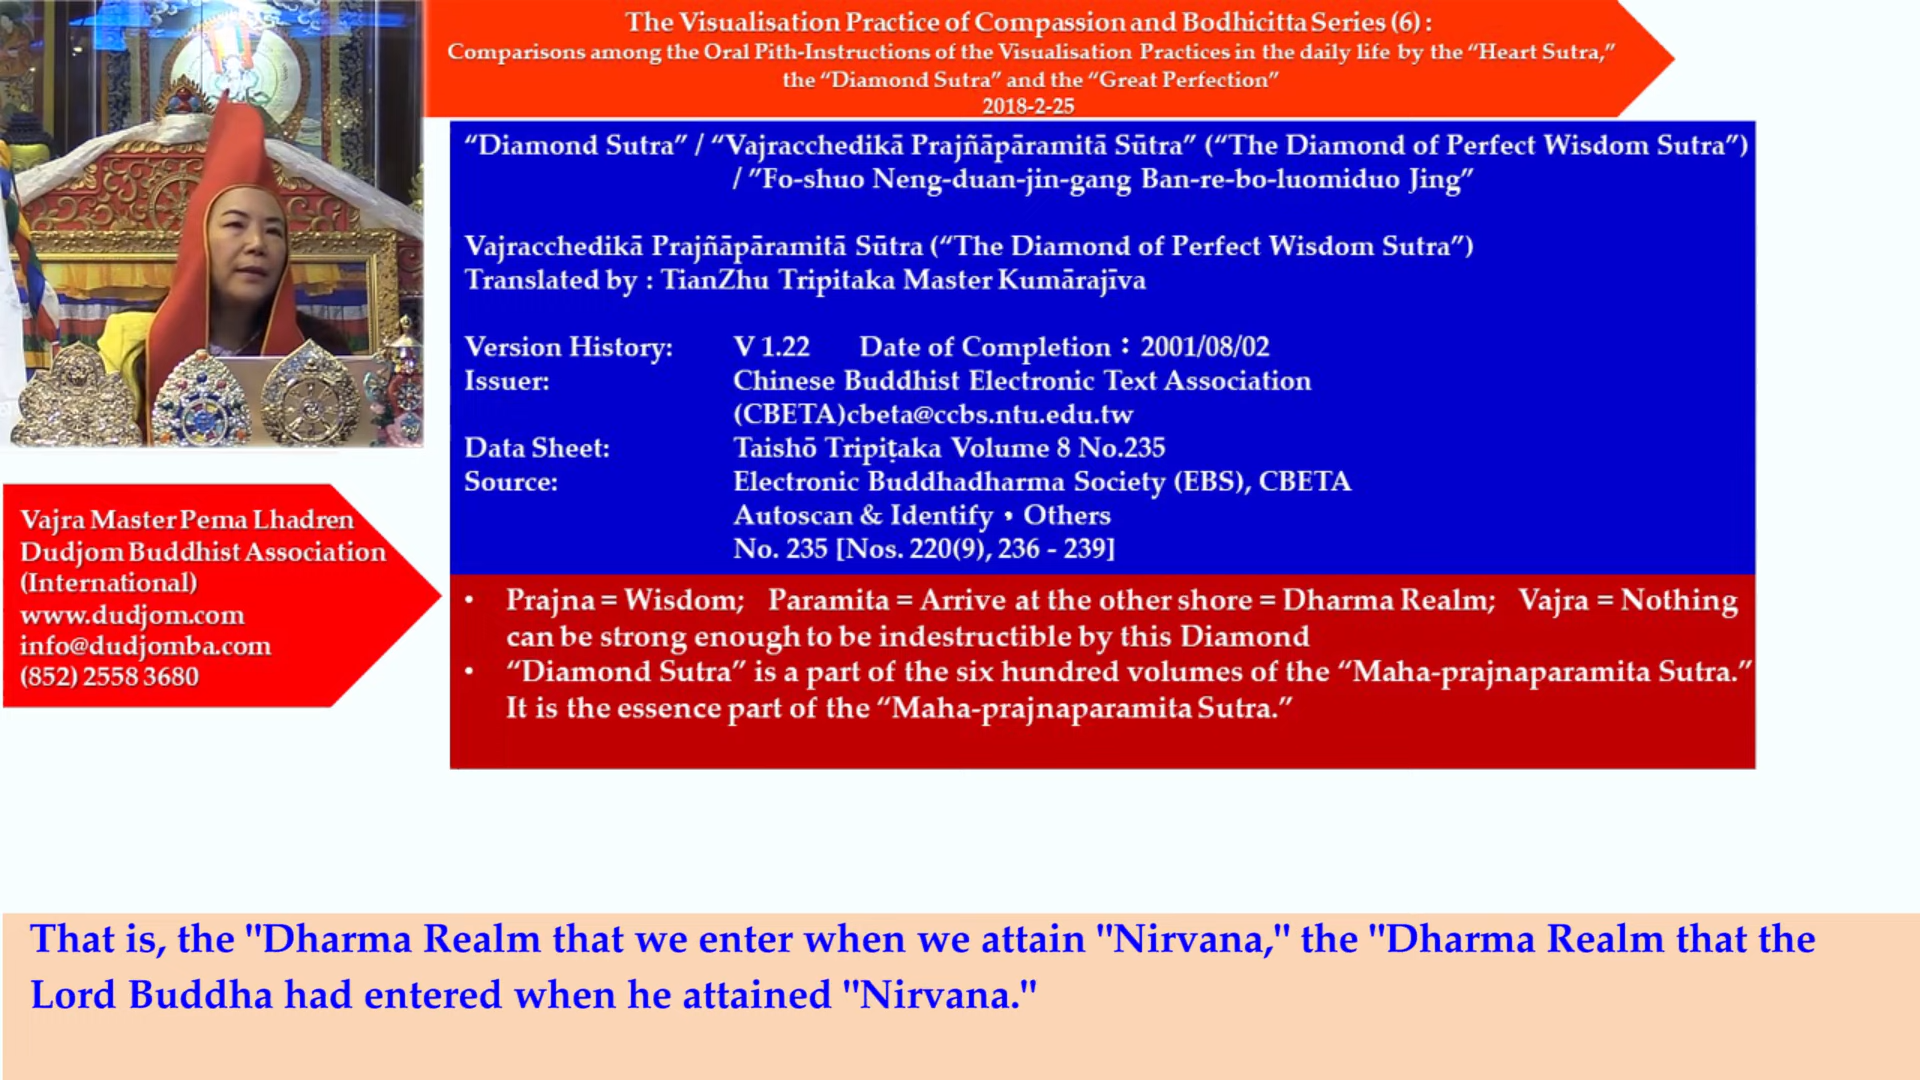 The Visualisation Practice of Compassion and Bodhicitta Series (6) :
Comparisons among the Oral Pith-Instructions of the Visualisation Practices in the daily life by the “Heart Sutra,”
the “Diamond Sutra” and the “Great Perfection”
2018-2-25
“Diamond Sutra” / “Vajracchedikā Prajñāpāramitā Sūtra” (“The Diamond of Perfect Wisdom Sutra”)
/ ”Fo-shuo Neng-duan-jin-gang Ban-re-bo-luomiduo Jing”
Vajracchedikā Prajñāpāramitā Sūtra (“The Diamond of Perfect Wisdom Sutra”)
Translated by : TianZhu Tripitaka Master Kumārajīva
Version History: V 1.22 Date of Completion：2001/08/02
Issuer: Chinese Buddhist Electronic Text Association
(CBETA)cbeta@ccbs.ntu.edu.tw
Data Sheet: Taishō Tripiṭaka Volume 8 No.235
Source: Electronic Buddhadharma Society (EBS), CBETA
Autoscan & Identify，Others
No. 235 [Nos. 220(9), 236 - 239]
• Prajna = Wisdom; Paramita = Arrive at the other shore = Dharma Realm; Vajra = Nothing
can be strong enough to be indestructible by this Diamond
• “Diamond Sutra” is a part of the six hundred volumes of the “Maha-prajnaparamita Sutra.”
It is the essence part of the “Maha-prajnaparamita Sutra.”
Vajra Master Pema Lhadren
Dudjom Buddhist Association
(International)
www.dudjom.com
info@dudjomba.com
(852) 2558 3680
That is, the "Dharma Realm that we enter when we attain "Nirvana," the "Dharma Realm that the
Lord Buddha had entered when he attained "Nirvana."